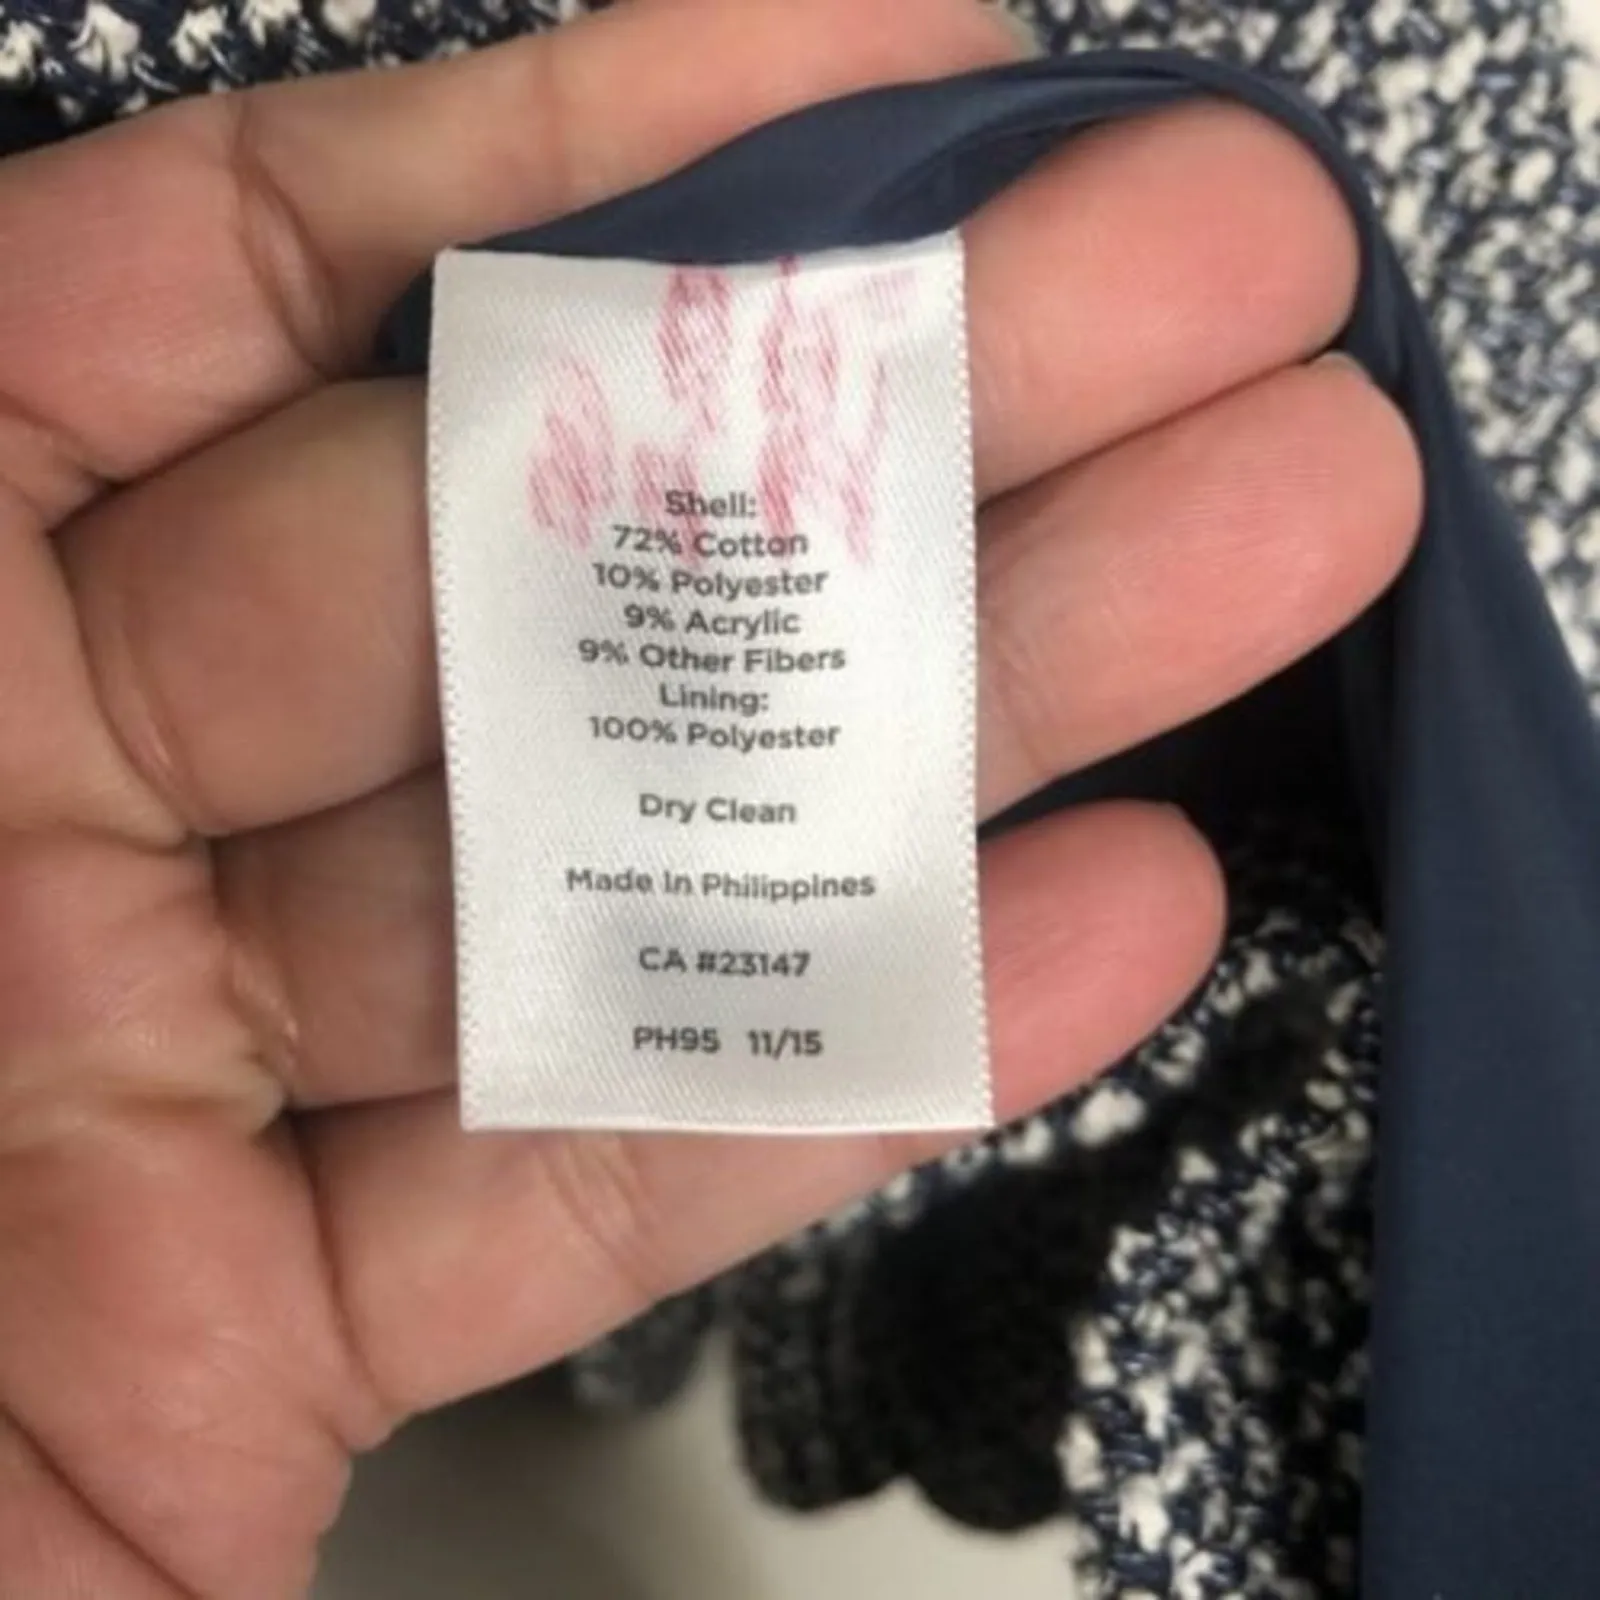 Shell:
72% Cotton
10% Polyester
9% Acrylic
9% Other Fibers
Lining:
100% Polyester
Dry Clean
Made In Philippines
CA #23147
PH95 11/15